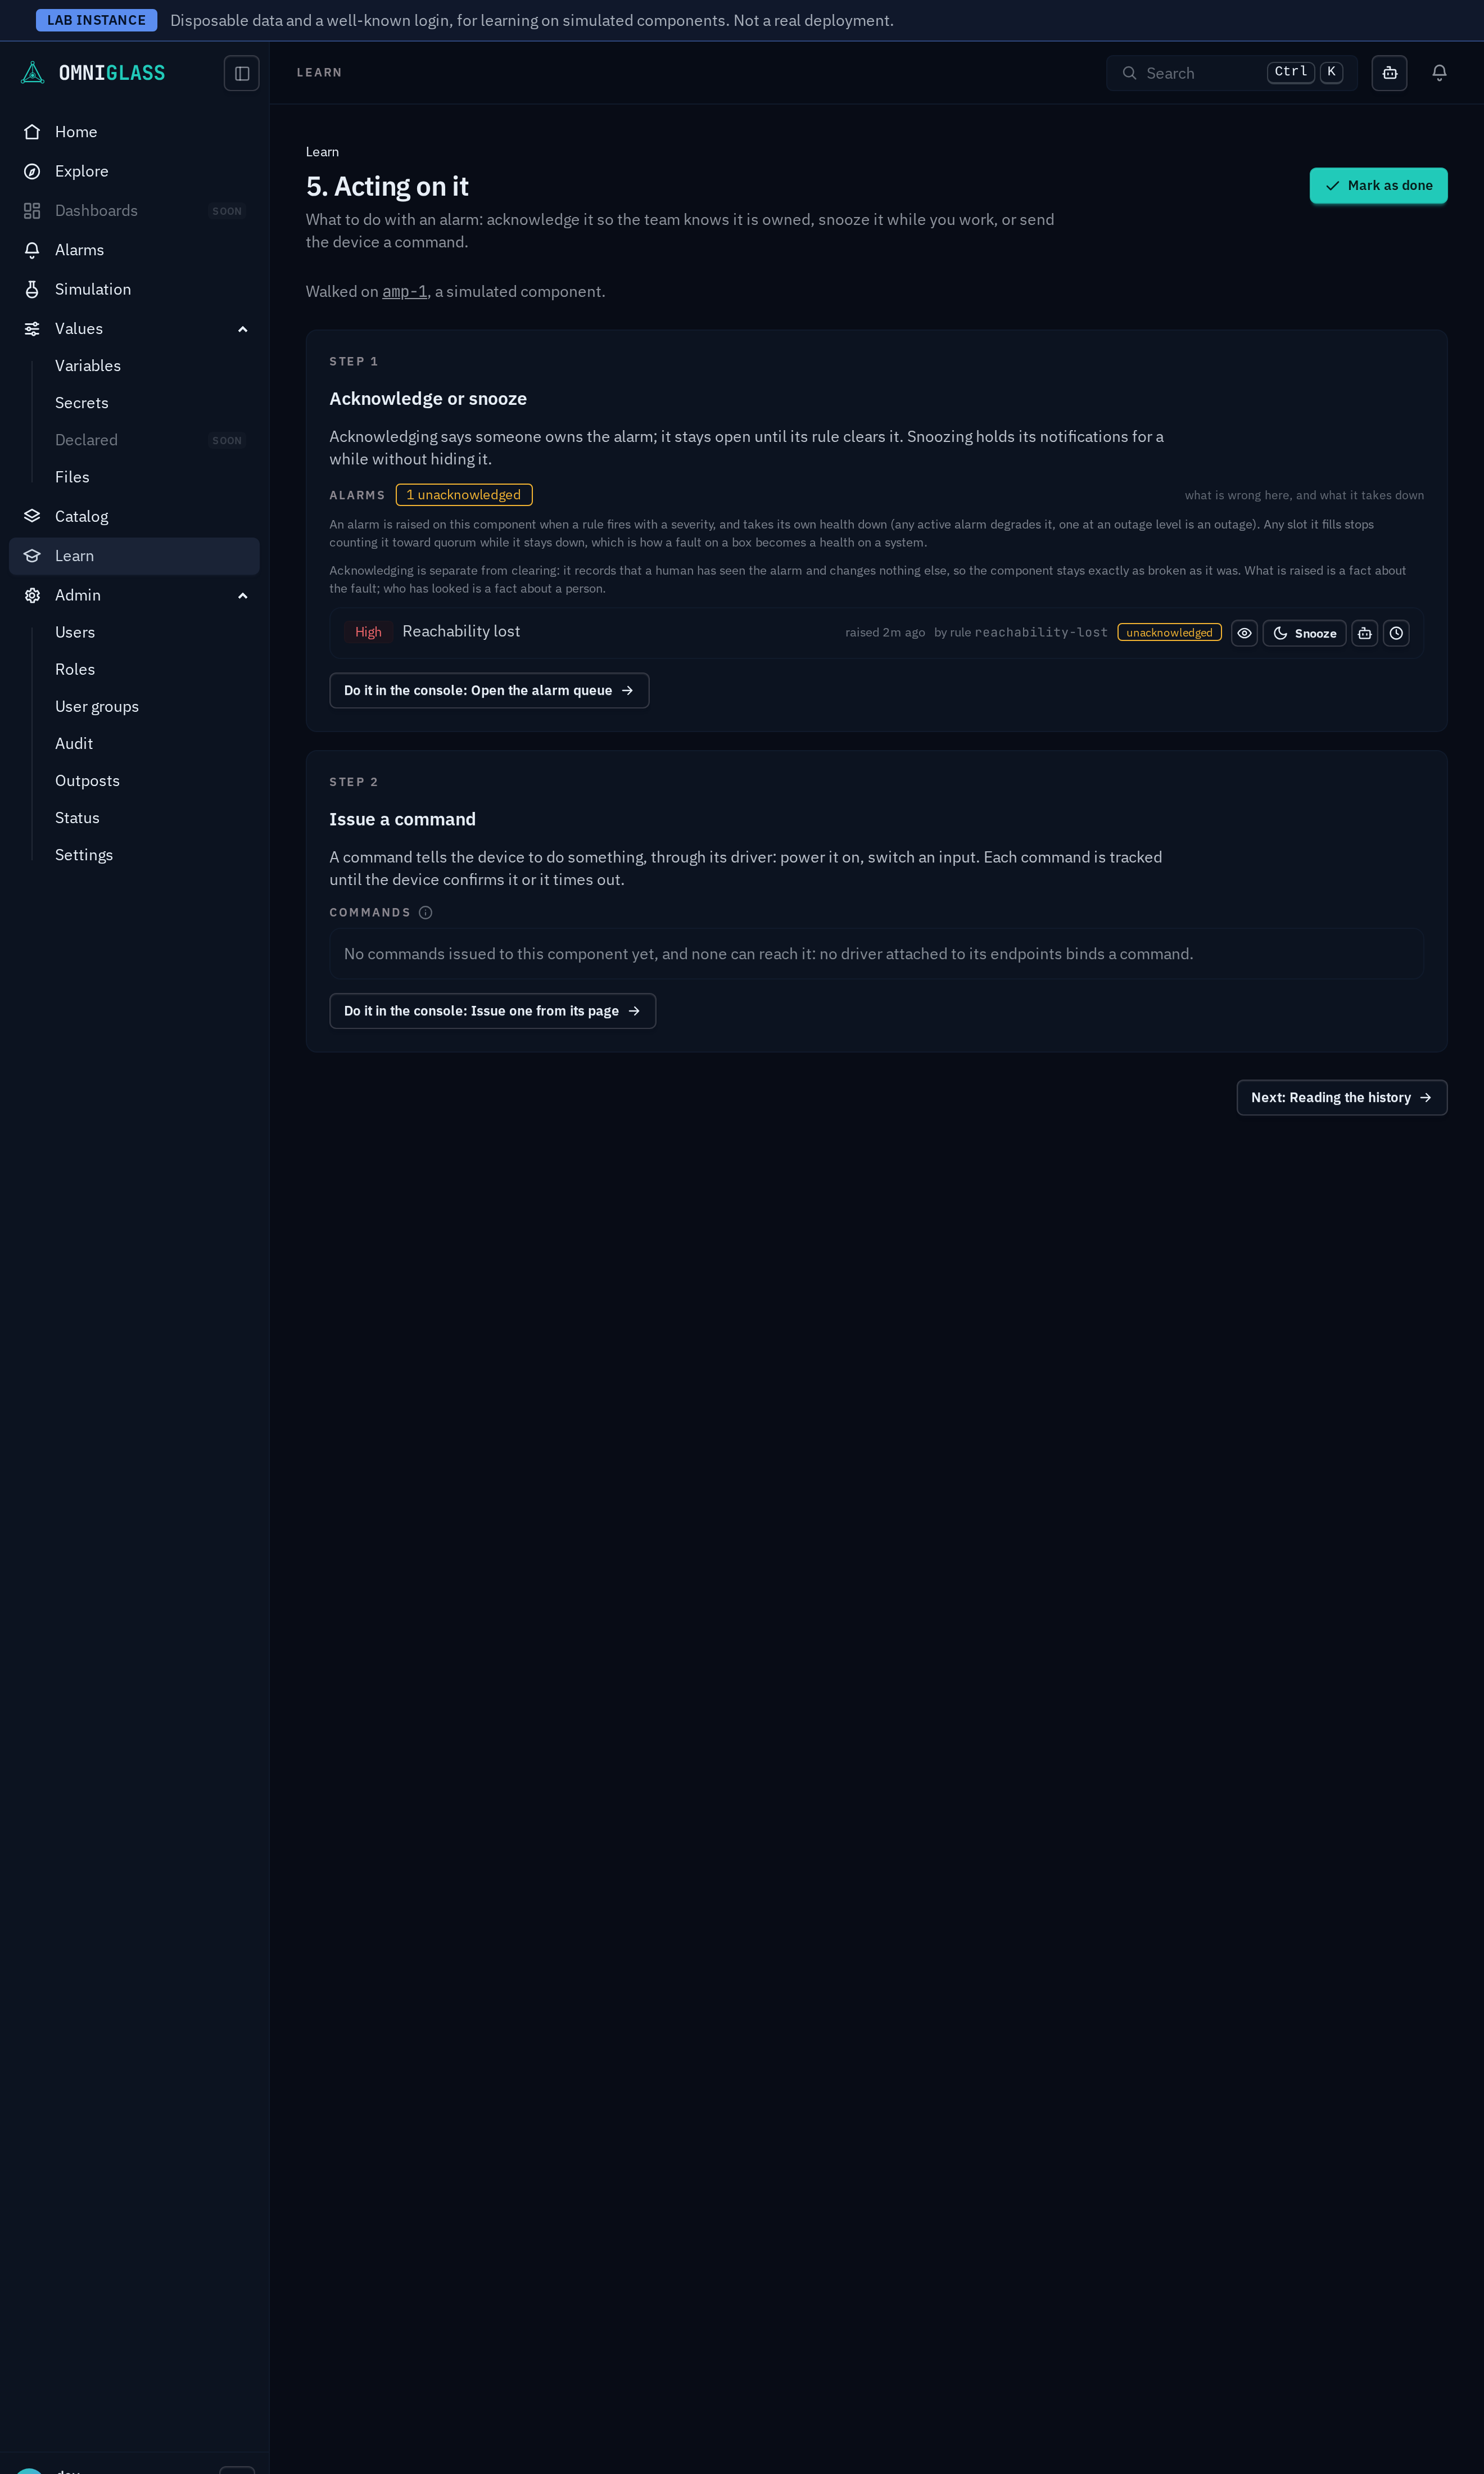 LAB INSTANCE Disposable data and a well-known login, for learning on simulated components. Not a real deployment.
OMNIGLASS
LEARN
Search Ctrl K
Home
Explore
Dashboards SOON
Alarms
Simulation
Values
Variables
Secrets
Declared SOON
Files
Catalog
Learn
Admin
Users
Roles
User groups
Audit
Outposts
Status
Settings
Learn
5. Acting on it
Mark as done
What to do with an alarm: acknowledge it so the team knows it is owned, snooze it while you work, or send
the device a command.
Walked on amp-1, a simulated component.
STEP 1
Acknowledge or snooze
Acknowledging says someone owns the alarm; it stays open until its rule clears it. Snoozing holds its notifications for a
while without hiding it.
ALARMS 1 unacknowledged what is wrong here, and what it takes down
An alarm is raised on this component when a rule fires with a severity, and takes its own health down (any active alarm degrades it, one at an outage level is an outage). Any slot it fills stops
counting it toward quorum while it stays down, which is how a fault on a box becomes a health on a system.
Acknowledging is separate from clearing: it records that a human has seen the alarm and changes nothing else, so the component stays exactly as broken as it was. What is raised is a fact about
the fault; who has looked is a fact about a person.
High Reachability lost raised 2m ago by rule reachability-lost unacknowledged Snooze
Do it in the console: Open the alarm queue
STEP 2
Issue a command
A command tells the device to do something, through its driver: power it on, switch an input. Each command is tracked
until the device confirms it or it times out.
COMMANDS
No commands issued to this component yet, and none can reach it: no driver attached to its endpoints binds a command.
Do it in the console: Issue one from its page
Next: Reading the history